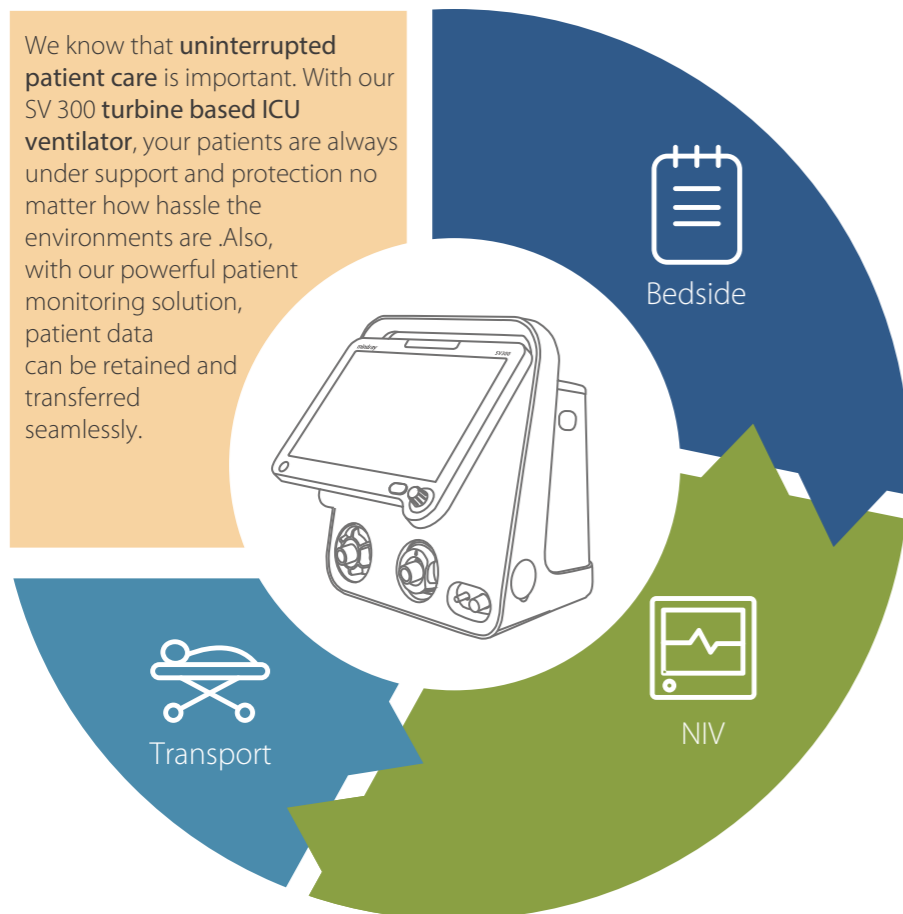 We know that uninterrupted
patient care is important. With our
SV 300 turbine based ICU
ventilator, your patients are always
under support and protection no
matter how hassle the
environments are .Also,
with our powerful patient
monitoring solution,
patient data
can be retained and
transferred
seamlessly.
Bedside
mindray
SV300
NIV
Transport